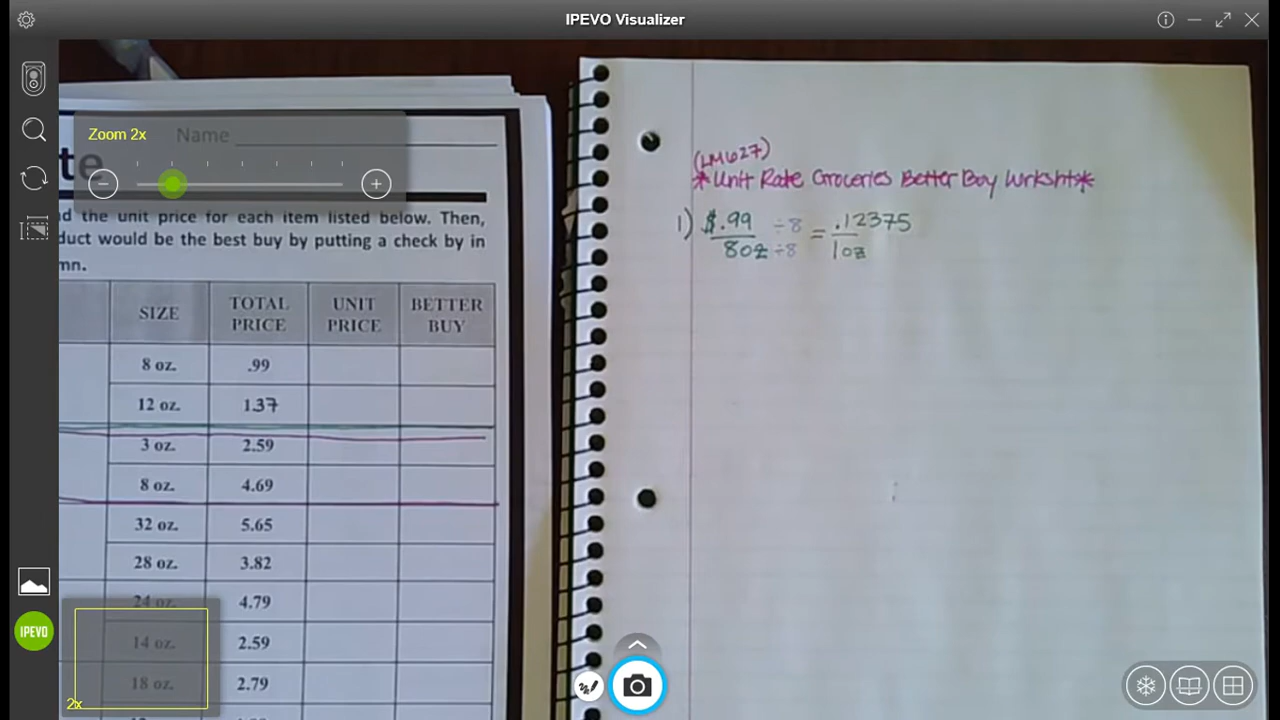 IPEVO Visualizer
Zoom 2x
Name
te
d the unit price for each item listed below. Then,
duct would be the best buy by putting a check by in
mn.
SIZE TOTAL PRICE UNIT PRICE BETTER BUY
8 oz. .99
12 oz. 1.37
3 oz. 2.59
8 oz. 4.69
32 oz. 5.65
28 oz. 3.82
24 oz. 4.79
14 oz. 2.59
18 oz. 2.79
2x
IPEVO
(LM627)
*Unit Rate Groceries Better Boy Wrksht*
1) $.99 ÷8 = .12375
8oz ÷8 1oz